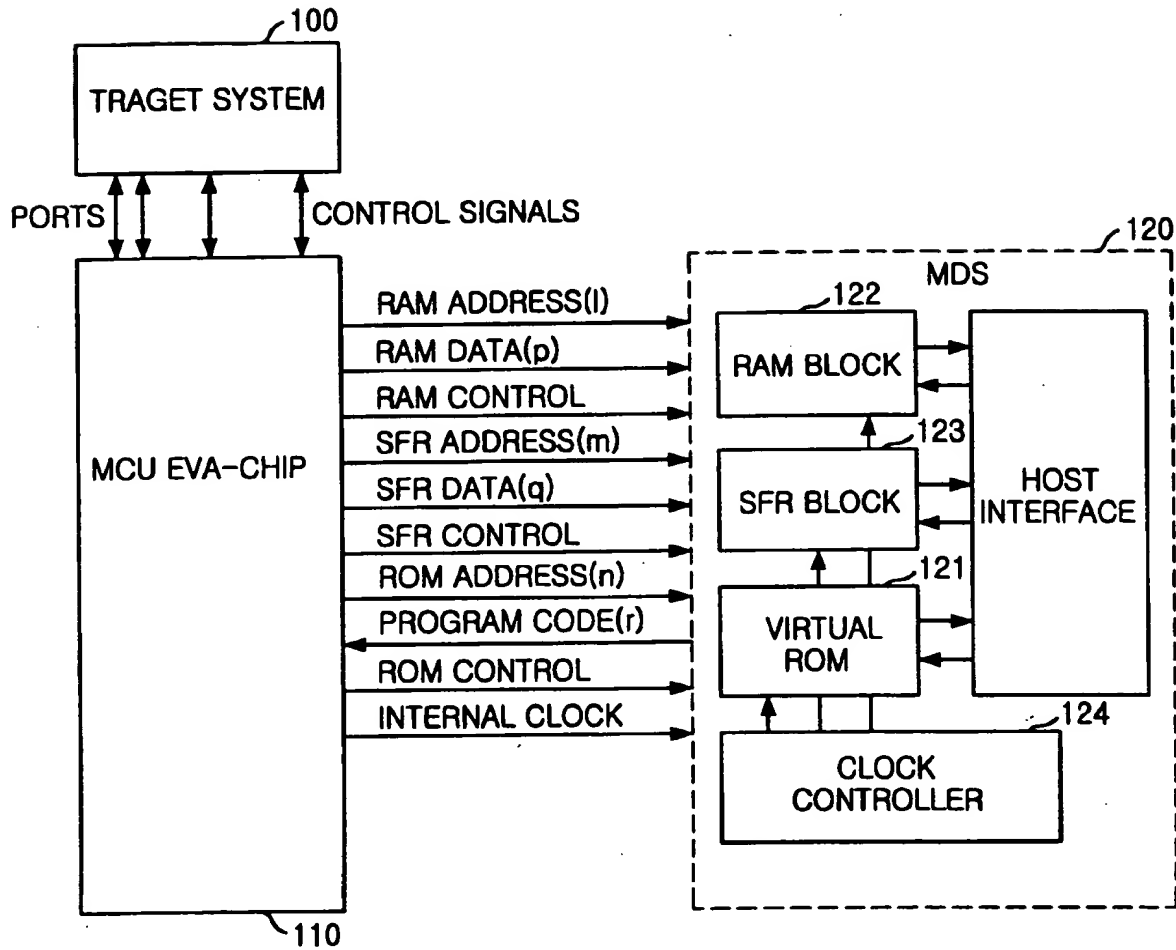 100
TRAGET SYSTEM
PORTS
CONTROL SIGNALS
120
MDS
RAM ADDRESS(l)
122
RAM DATA(p)
RAM BLOCK
RAM CONTROL
123
SFR ADDRESS(m)
MCU EVA-CHIP
SFR DATA(q)
SFR BLOCK
HOST
INTERFACE
SFR CONTROL
ROM ADDRESS(n)
121
PROGRAM CODE(r)
VIRTUAL
ROM
ROM CONTROL
INTERNAL CLOCK
124
CLOCK
CONTROLLER
110